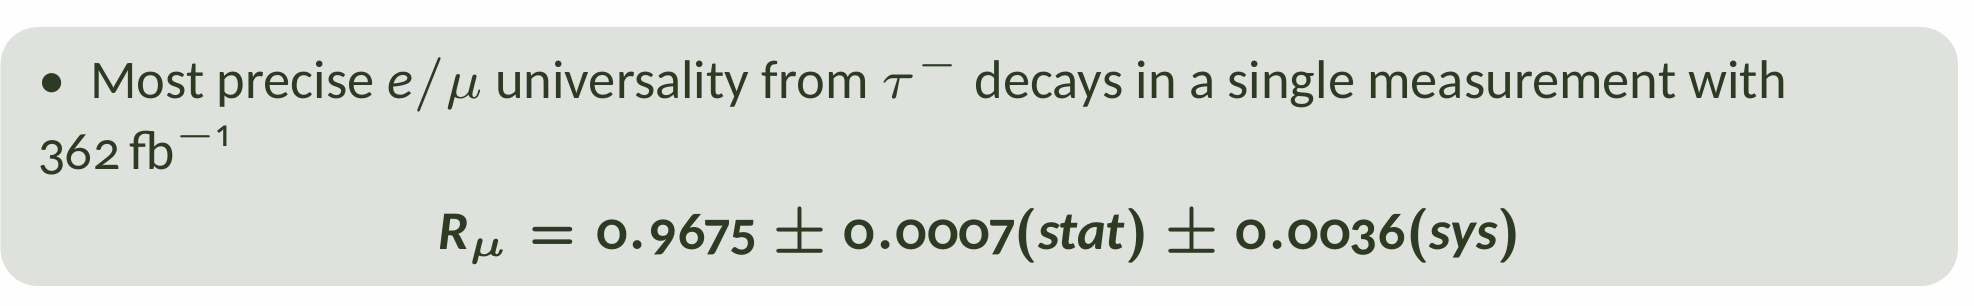 • Most precise e/μ universality from τ⁻ decays in a single measurement with
362 fb⁻¹
R_μ = 0.9675 ± 0.0007(stat) ± 0.0036(sys)